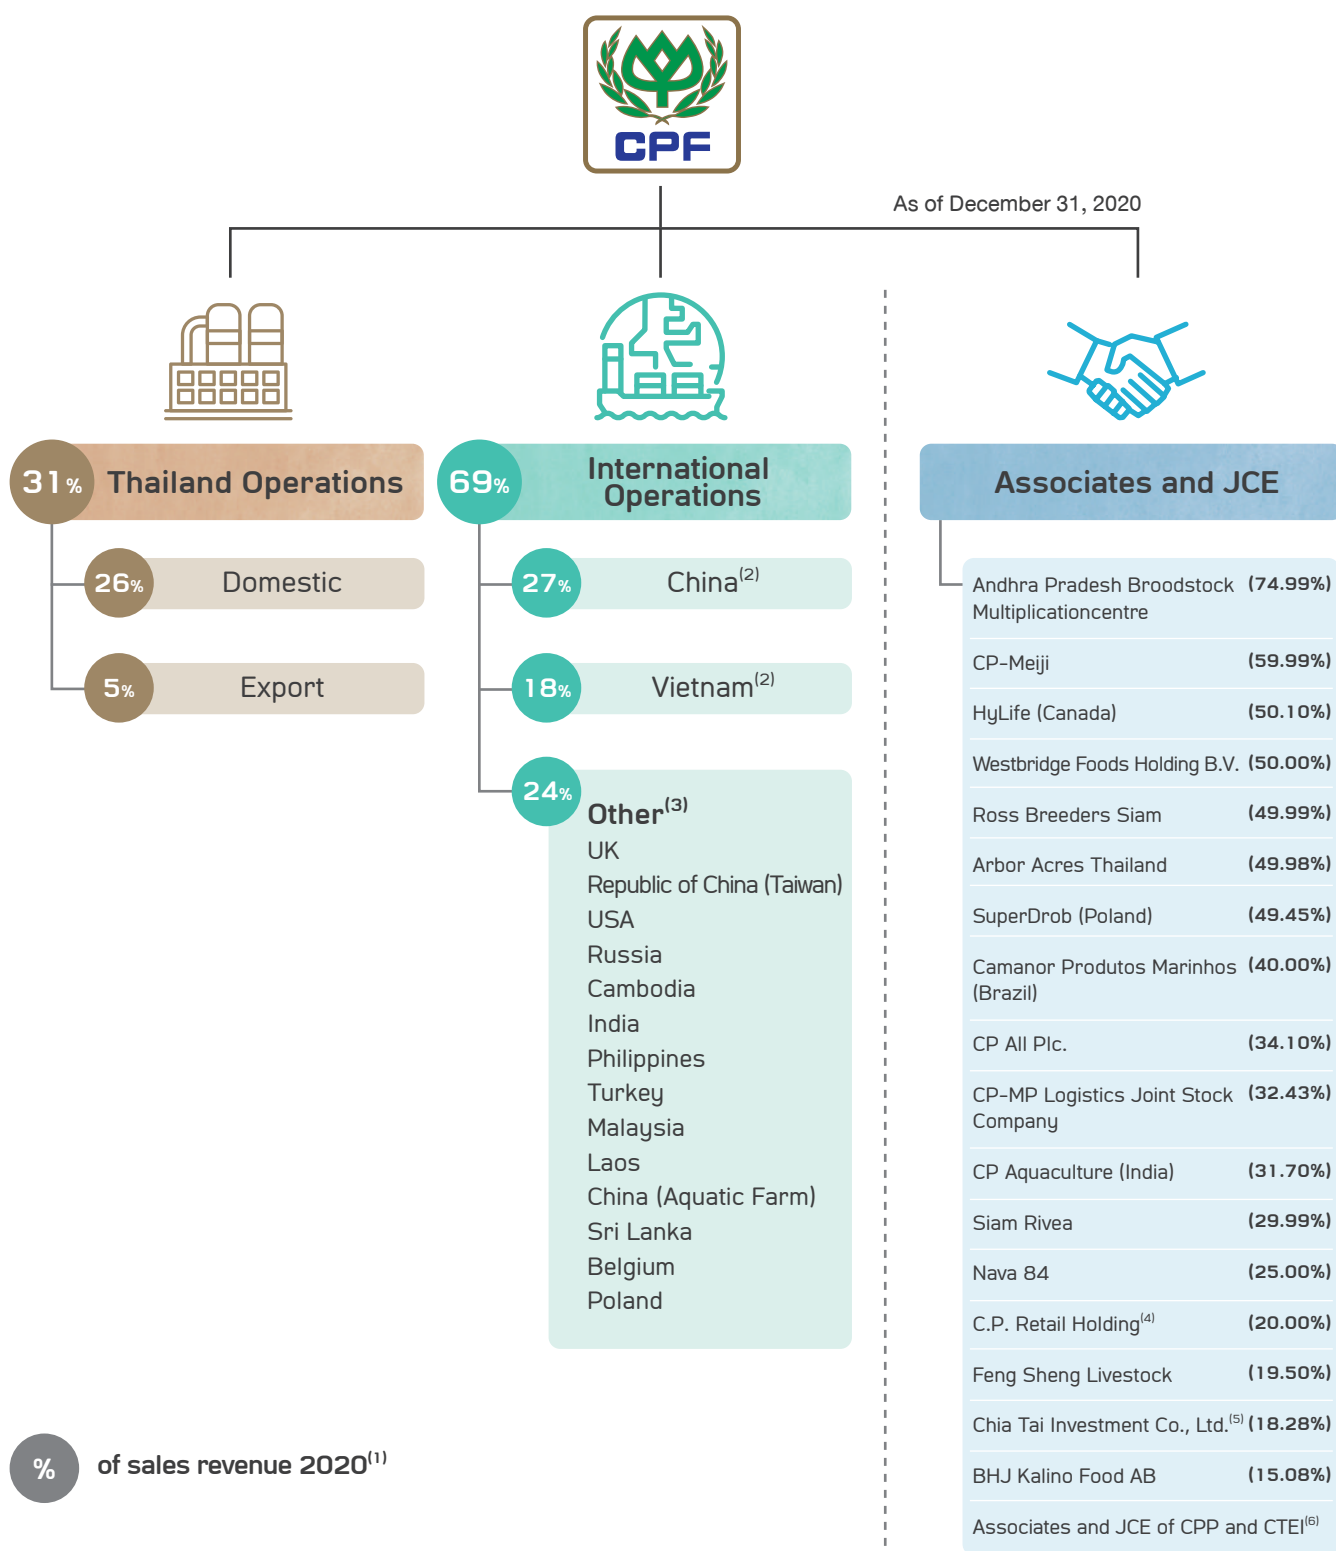 CPF
As of December 31, 2020
31% Thailand Operations
26% Domestic
5% Export
69% International
Operations
27% China(2)
18% Vietnam(2)
24% Other(3)
UK
Republic of China (Taiwan)
USA
Russia
Cambodia
India
Philippines
Turkey
Malaysia
Laos
China (Aquatic Farm)
Sri Lanka
Belgium
Poland
Associates and JCE
Andhra Pradesh Broodstock (74.99%)
Multiplicationcentre
CP-Meiji (59.99%)
HyLife (Canada) (50.10%)
Westbridge Foods Holding B.V. (50.00%)
Ross Breeders Siam (49.99%)
Arbor Acres Thailand (49.98%)
SuperDrob (Poland) (49.45%)
Camanor Produtos Marinhos (40.00%)
(Brazil)
CP All Plc. (34.10%)
CP-MP Logistics Joint Stock (32.43%)
Company
CP Aquaculture (India) (31.70%)
Siam Rivea (29.99%)
Nava 84 (25.00%)
C.P. Retail Holding(4) (20.00%)
Feng Sheng Livestock (19.50%)
Chia Tai Investment Co., Ltd.(5) (18.28%)
BHJ Kalino Food AB (15.08%)
Associates and JCE of CPP and CTEI(6)
% of sales revenue 2020(1)